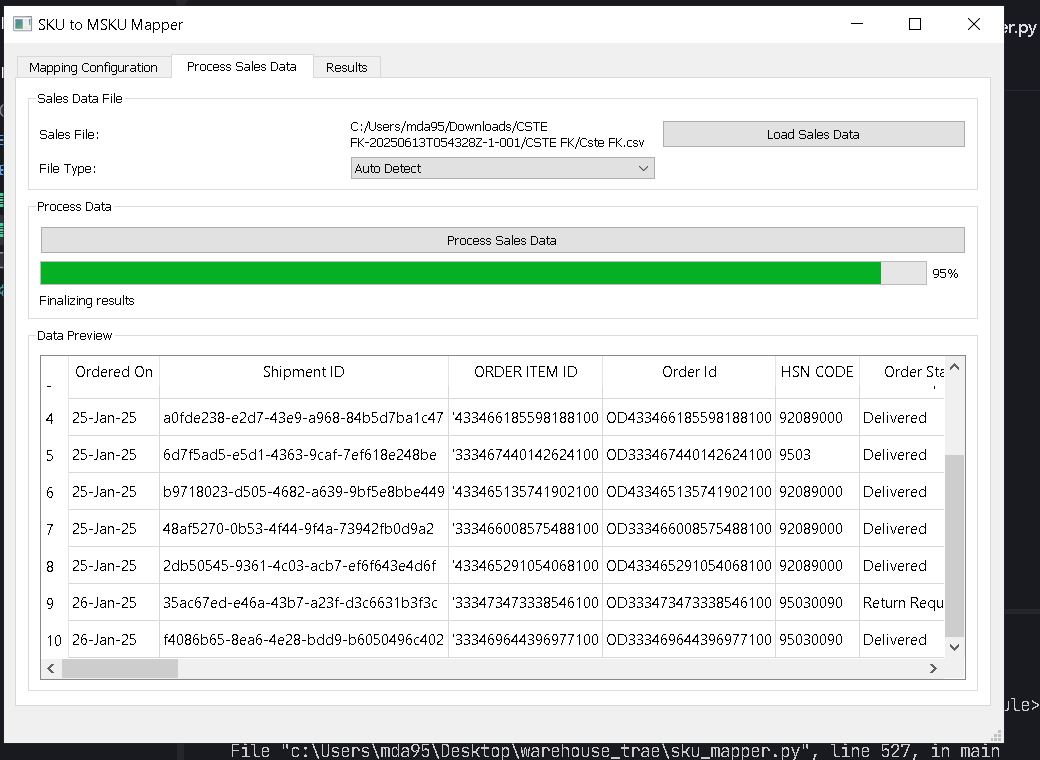 SKU to MSKU Mapper
er.py
Mapping Configuration Process Sales Data Results
Sales Data File
Sales File: C:/Users/mda95/Downloads/CSTE FK-20250613T054328Z-1-001/CSTE FK/Cste FK.csv Load Sales Data
File Type: Auto Detect
Process Data
Process Sales Data
95%
Finalizing results
Data Preview
Ordered On Shipment ID ORDER ITEM ID Order Id HSN CODE Order Sta
4 25-Jan-25 a0fde238-e2d7-43e9-a968-84b5d7ba1c47 '433466185598188100 OD433466185598188100 92089000 Delivered
5 25-Jan-25 6d7f5ad5-e5d1-4363-9caf-7ef618e248be '333467440142624100 OD333467440142624100 9503 Delivered
6 25-Jan-25 b9718023-d505-4682-a639-9bf5e8bbe449 '433465135741902100 OD433465135741902100 92089000 Delivered
7 25-Jan-25 48af5270-0b53-4f44-9f4a-73942fb0d9a2 '333466008575488100 OD333466008575488100 92089000 Delivered
8 25-Jan-25 2db50545-9361-4c03-acb7-ef6f643e4d6f '433465291054068100 OD433465291054068100 92089000 Delivered
9 26-Jan-25 35ac67ed-e46a-43b7-a23f-d3c6631b3f3c '333473473338546100 OD333473473338546100 95030090 Return Requ
10 26-Jan-25 f4086b65-8ea6-4e28-bdd9-b6050496c402 '333469644396977100 OD333469644396977100 95030090 Delivered
ule>
File "c:\Users\mda95\Desktop\warehouse_trae\sku_mapper.py", line 527, in main